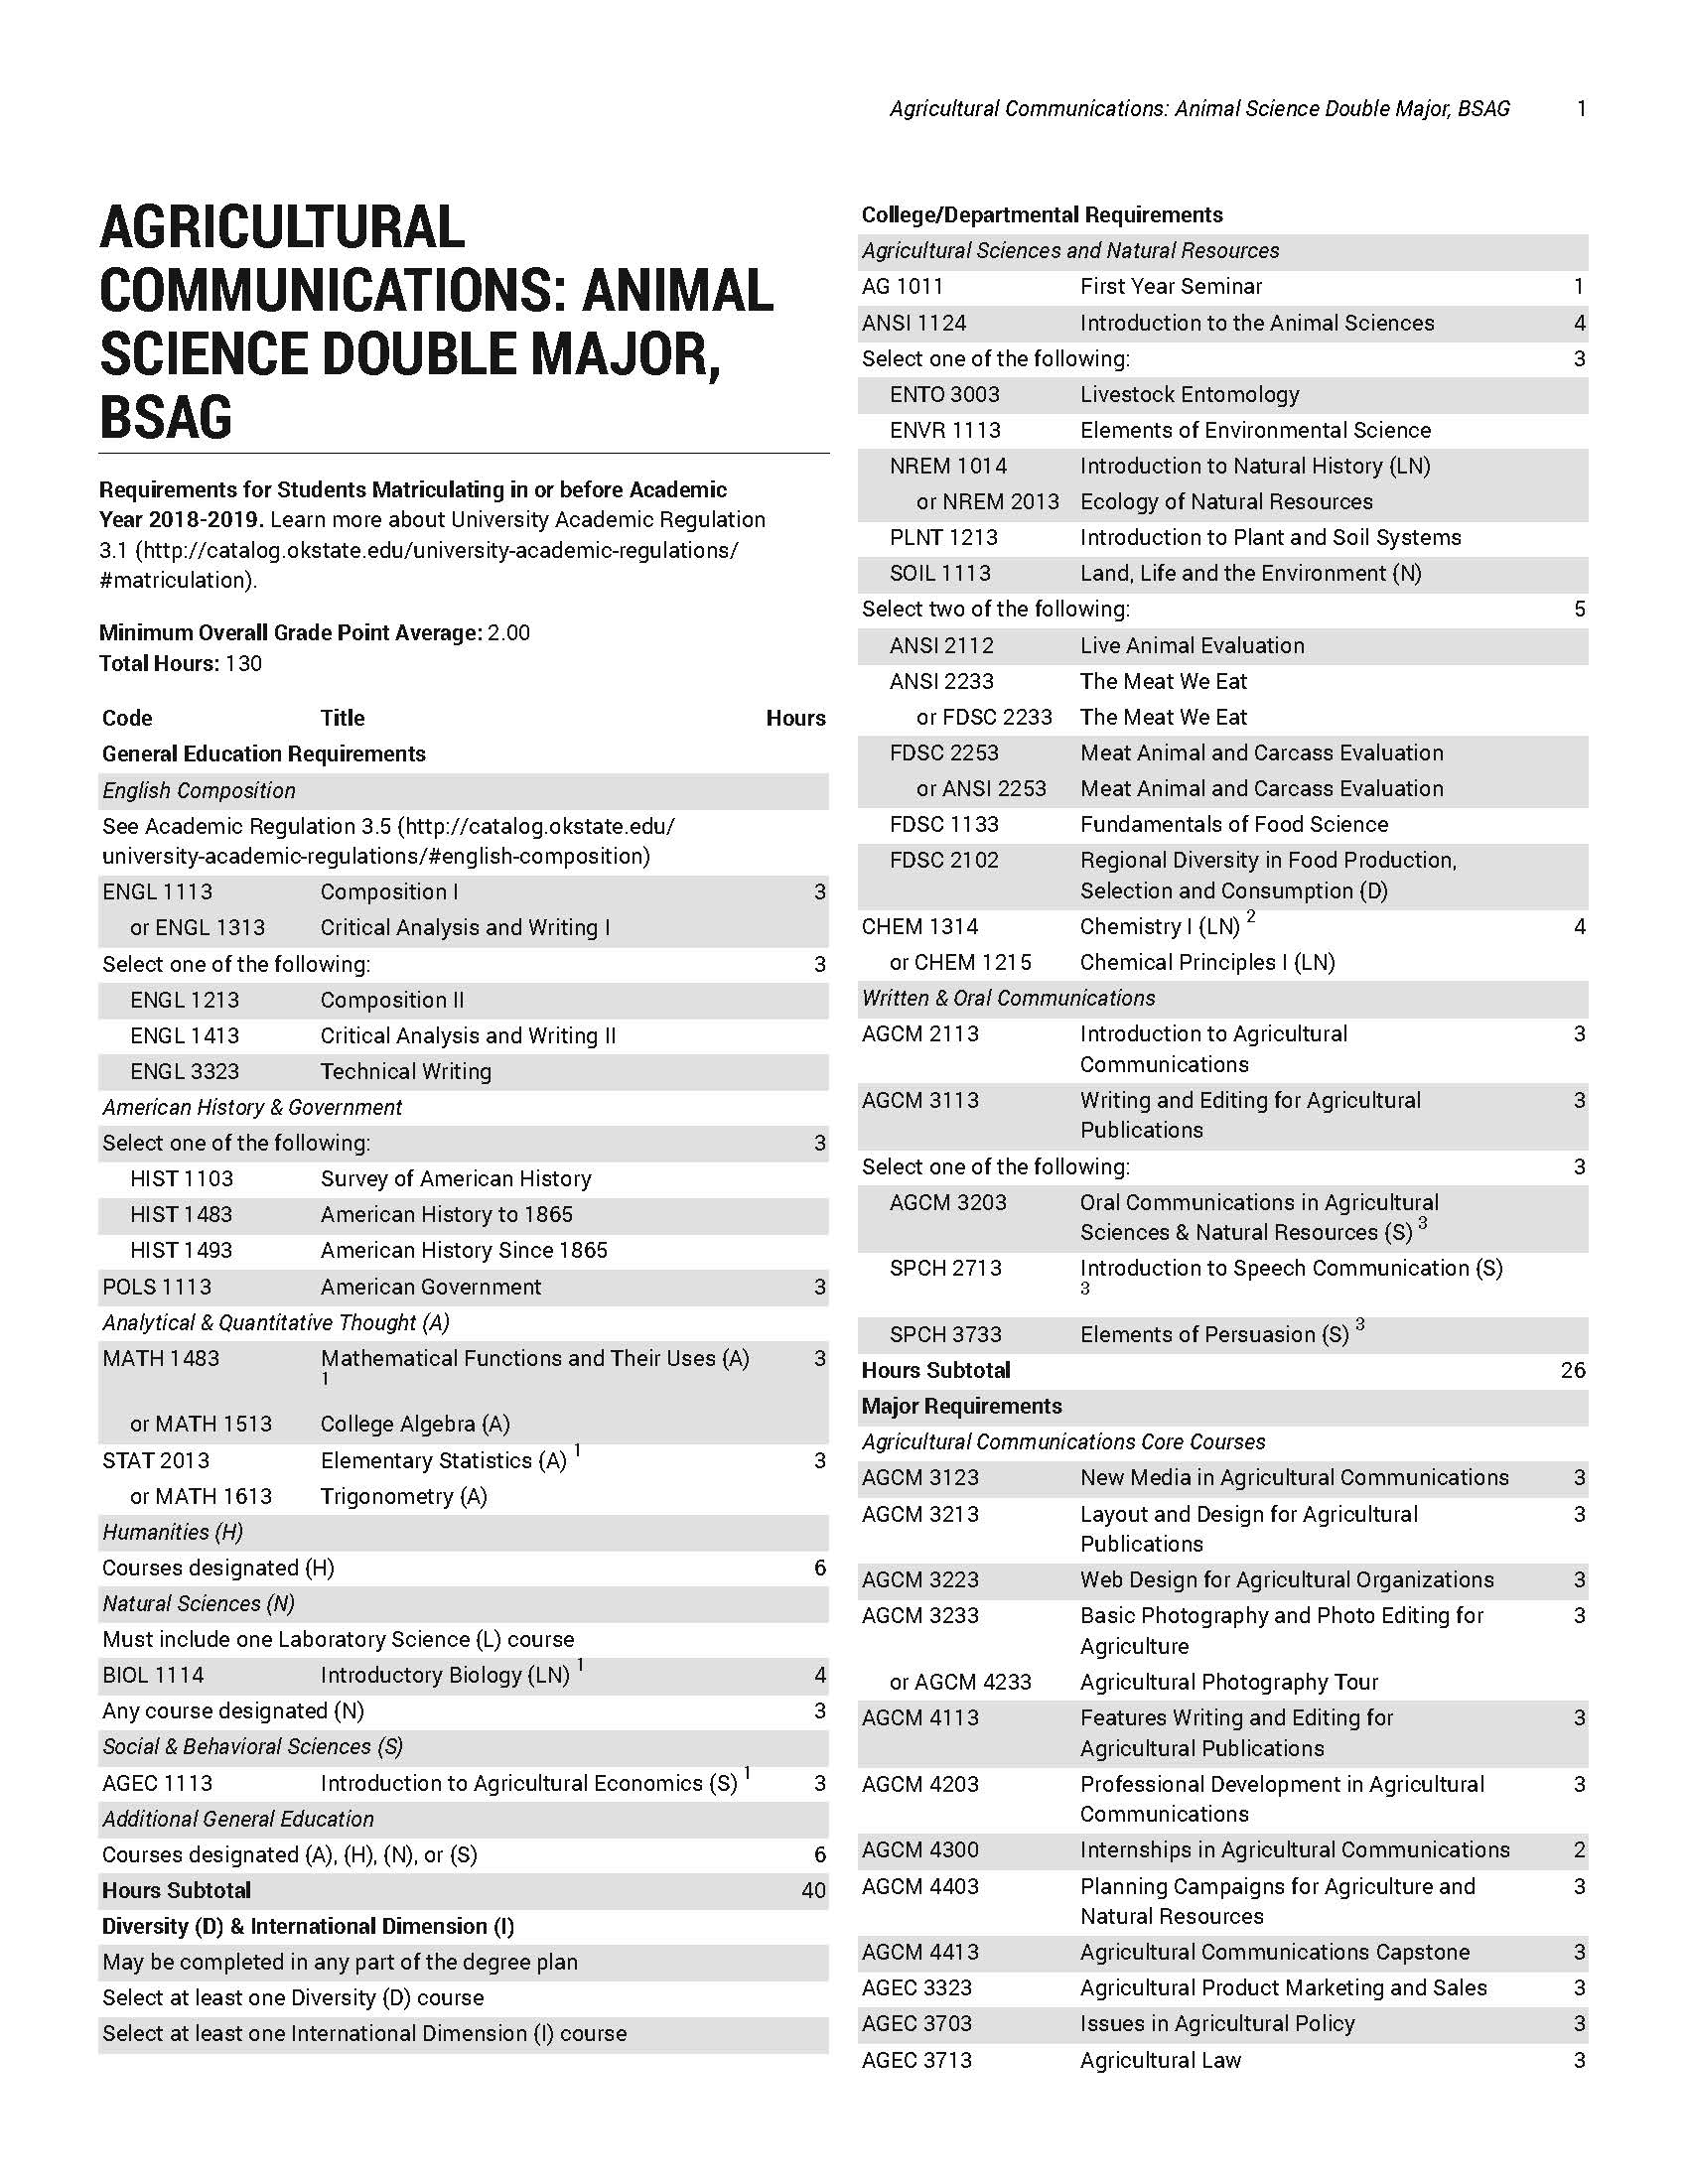 Agricultural Communications: Animal Science Double Major, BSAG 1
AGRICULTURAL
COMMUNICATIONS: ANIMAL
SCIENCE DOUBLE MAJOR,
BSAG
Requirements for Students Matriculating in or before Academic
Year 2018-2019. Learn more about University Academic Regulation
3.1 (http://catalog.okstate.edu/university-academic-regulations/
#matriculation).
Minimum Overall Grade Point Average: 2.00
Total Hours: 130
Code Title Hours
General Education Requirements
English Composition
See Academic Regulation 3.5 (http://catalog.okstate.edu/
university-academic-regulations/#english-composition)
ENGL 1113 Composition I 3
or ENGL 1313 Critical Analysis and Writing I
Select one of the following: 3
ENGL 1213 Composition II
ENGL 1413 Critical Analysis and Writing II
ENGL 3323 Technical Writing
American History & Government
Select one of the following: 3
HIST 1103 Survey of American History
HIST 1483 American History to 1865
HIST 1493 American History Since 1865
POLS 1113 American Government 3
Analytical & Quantitative Thought (A)
MATH 1483 Mathematical Functions and Their Uses (A) 3
1
or MATH 1513 College Algebra (A)
STAT 2013 Elementary Statistics (A) 1 3
or MATH 1613 Trigonometry (A)
Humanities (H)
Courses designated (H) 6
Natural Sciences (N)
Must include one Laboratory Science (L) course
BIOL 1114 Introductory Biology (LN) 1 4
Any course designated (N) 3
Social & Behavioral Sciences (S)
AGEC 1113 Introduction to Agricultural Economics (S) 1 3
Additional General Education
Courses designated (A), (H), (N), or (S) 6
Hours Subtotal 40
Diversity (D) & International Dimension (I)
May be completed in any part of the degree plan
Select at least one Diversity (D) course
Select at least one International Dimension (I) course
College/Departmental Requirements
Agricultural Sciences and Natural Resources
AG 1011 First Year Seminar 1
ANSI 1124 Introduction to the Animal Sciences 4
Select one of the following: 3
ENTO 3003 Livestock Entomology
ENVR 1113 Elements of Environmental Science
NREM 1014 Introduction to Natural History (LN)
or NREM 2013 Ecology of Natural Resources
PLNT 1213 Introduction to Plant and Soil Systems
SOIL 1113 Land, Life and the Environment (N)
Select two of the following: 5
ANSI 2112 Live Animal Evaluation
ANSI 2233 The Meat We Eat
or FDSC 2233 The Meat We Eat
FDSC 2253 Meat Animal and Carcass Evaluation
or ANSI 2253 Meat Animal and Carcass Evaluation
FDSC 1133 Fundamentals of Food Science
FDSC 2102 Regional Diversity in Food Production,
Selection and Consumption (D)
CHEM 1314 Chemistry I (LN) 2 4
or CHEM 1215 Chemical Principles I (LN)
Written & Oral Communications
AGCM 2113 Introduction to Agricultural 3
Communications
AGCM 3113 Writing and Editing for Agricultural 3
Publications
Select one of the following: 3
AGCM 3203 Oral Communications in Agricultural
Sciences & Natural Resources (S) 3
SPCH 2713 Introduction to Speech Communication (S)
3
SPCH 3733 Elements of Persuasion (S) 3
Hours Subtotal 26
Major Requirements
Agricultural Communications Core Courses
AGCM 3123 New Media in Agricultural Communications 3
AGCM 3213 Layout and Design for Agricultural 3
Publications
AGCM 3223 Web Design for Agricultural Organizations 3
AGCM 3233 Basic Photography and Photo Editing for 3
Agriculture
or AGCM 4233 Agricultural Photography Tour
AGCM 4113 Features Writing and Editing for 3
Agricultural Publications
AGCM 4203 Professional Development in Agricultural 3
Communications
AGCM 4300 Internships in Agricultural Communications 2
AGCM 4403 Planning Campaigns for Agriculture and 3
Natural Resources
AGCM 4413 Agricultural Communications Capstone 3
AGEC 3323 Agricultural Product Marketing and Sales 3
AGEC 3703 Issues in Agricultural Policy 3
AGEC 3713 Agricultural Law 3